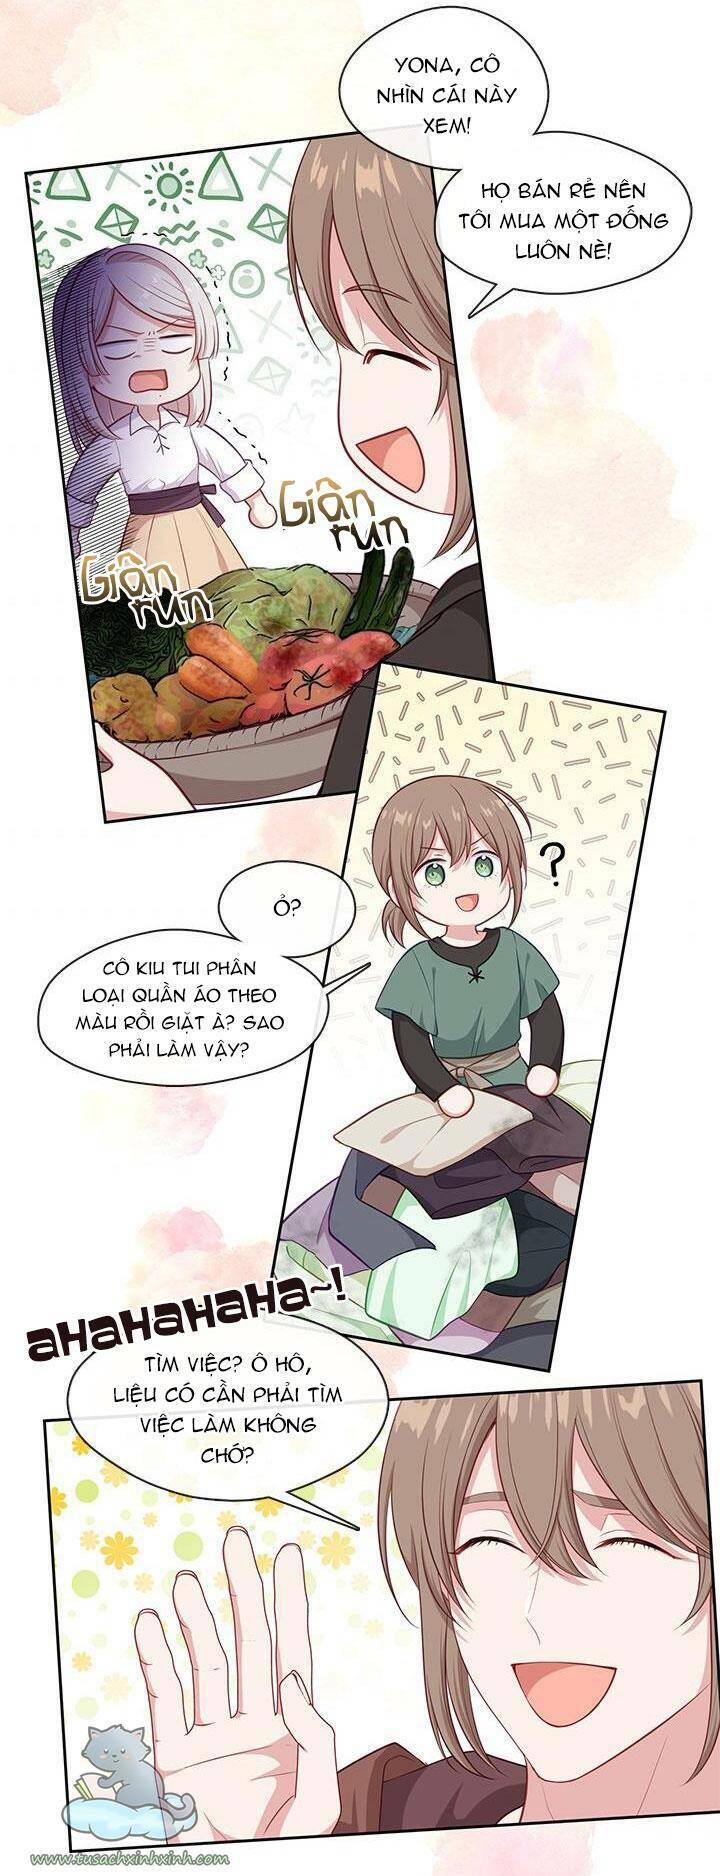 YONA, CÔ
NHÌN CÁI NÀY
XEM!
HỌ BÁN RẺ NÊN
TÔI MUA MỘT ĐỐNG
LUÔN NÈ!
Giận
run
Giận
run
?
Ỏ?
CÔ KIU TUI PHÂN
LOẠI QUẦN ÁO THEO
MÀU RỒI GIẶT À? SAO
PHẢI LÀM VẬY?
AHAHAHAHA~!
TÌM VIỆC? Ô HÔ,
LIỆU CÓ CẦN PHẢI TÌM
VIỆC LÀM KHÔNG
CHỚ?
www.tusachxinhxinh.com